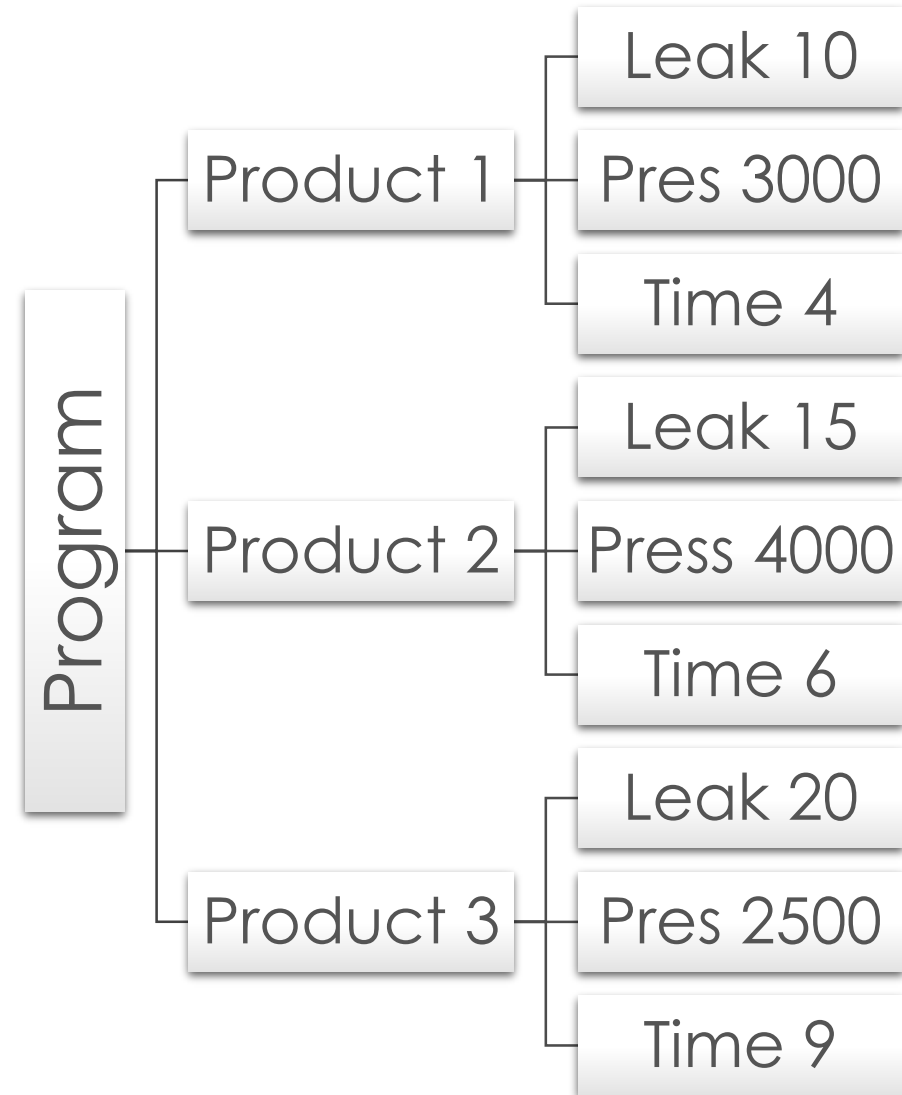 Program
Product 1
Leak 10
Pres 3000
Time 4
Product 2
Leak 15
Press 4000
Time 6
Product 3
Leak 20
Pres 2500
Time 9